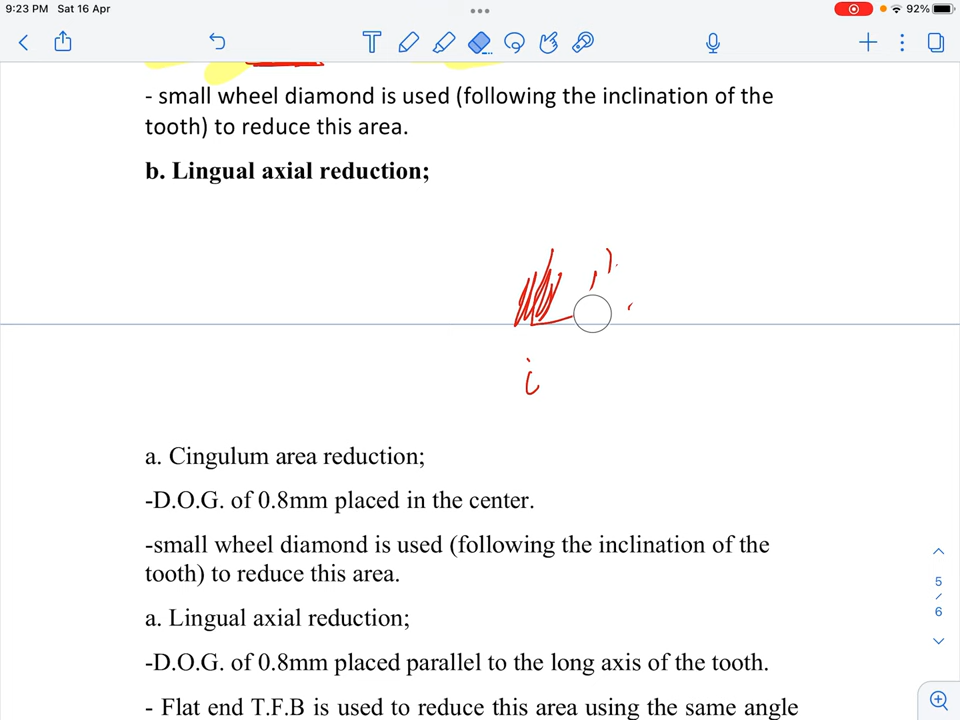 9:23 PM Sat 16 Apr 92%
- small wheel diamond is used (following the inclination of the
tooth) to reduce this area.
b. Lingual axial reduction;
a. Cingulum area reduction;
-D.O.G. of 0.8mm placed in the center.
-small wheel diamond is used (following the inclination of the
tooth) to reduce this area.
a. Lingual axial reduction;
-D.O.G. of 0.8mm placed parallel to the long axis of the tooth.
- Flat end T.F.B is used to reduce this area using the same angle
5
/
6